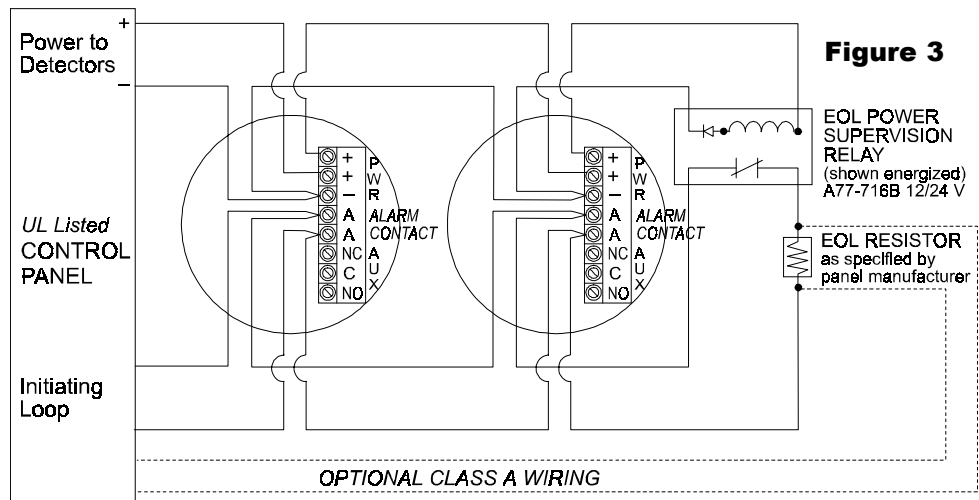 Figure 3
+
Power to
Detectors
−
UL Listed
CONTROL
PANEL
Initiating
Loop
+
+
−
A
A
NC
C
NO
P
W
R
ALARM
CONTACT
A
U
X
+
+
−
A
A
NC
C
NO
P
W
R
ALARM
CONTACT
A
U
X
EOL POWER
SUPERVISION
RELAY
(shown energized)
A77-716B 12/24 V
EOL RESISTOR
as specified by
panel manufacturer
OPTIONAL CLASS A WIRING